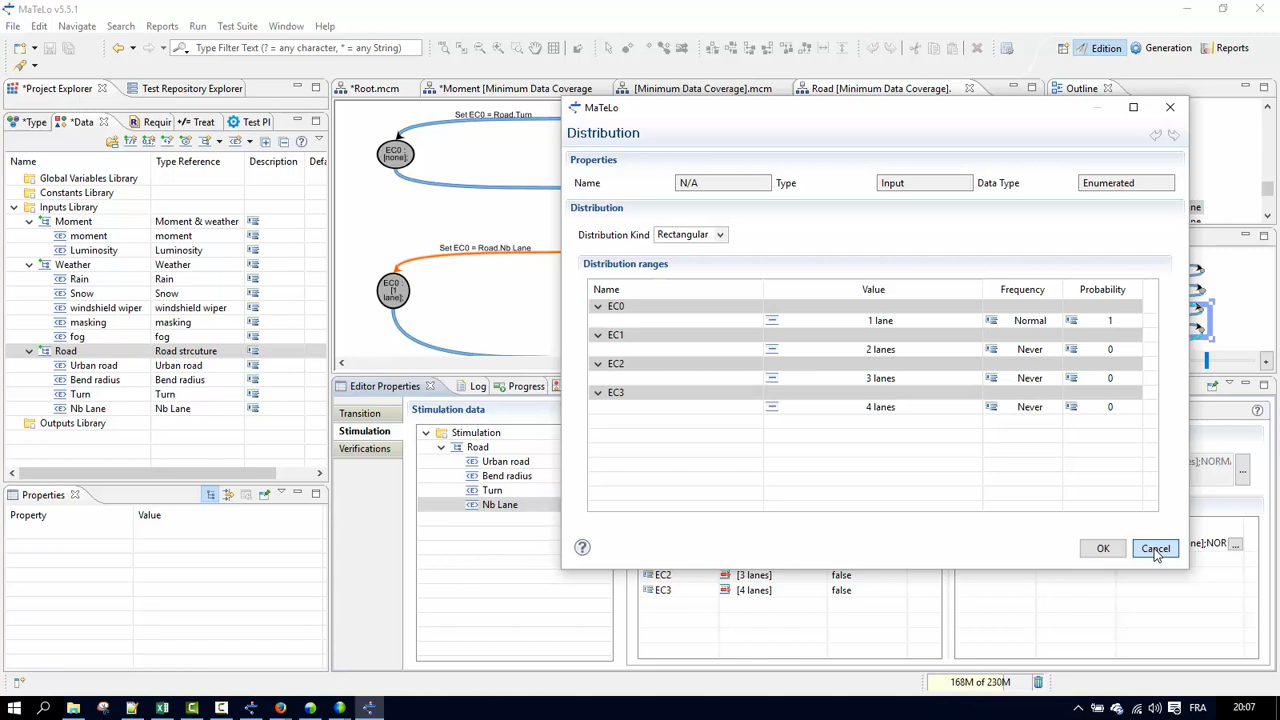 MaTeLo v5.5.1
File Edit Navigate Search Reports Run Test Suite Window Help
Type Filter Text (? = any character, * = any String)
Edition Generation Reports
*Project Explorer Test Repository Explorer
*Root.mcm *Moment [Minimum Data Coverage] [Minimum Data Coverage].mcm Road [Minimum Data Coverage]. Outline
*Type *Data Requir Treat Test Pl
Name Type Reference Description Defa
Global Variables Library
Constants Library
Inputs Library
Moment Moment & weather
moment moment
Luminosity Luminosity
Weather Weather
Rain Rain
Snow Snow
windshield wiper windshield wiper
masking masking
fog fog
Road Road strcuture
Urban road Urban road
Bend radius Bend radius
Turn Turn
Nb Lane Nb Lane
Outputs Library
Properties
Property Value
Set EC0 = Road.Turn
EC0 :
[none];
Set EC0 = Road.Nb Lane
EC0 :
[1
lane];
Editor Properties Log Progress
Transition
Stimulation
Verifications
Stimulation data
Stimulation
Road
Urban road
Bend radius
Turn
Nb Lane
MaTeLo
Distribution
Properties
Name N/A Type Input Data Type Enumerated
Distribution
Distribution Kind Rectangular
Distribution ranges
Name Value Frequency Probability
EC0
1 lane Normal 1
EC1
2 lanes Never 0
EC2
3 lanes Never 0
EC3
4 lanes Never 0
OK Cancel
EC2 [3 lanes] false
EC3 [4 lanes] false
...
ne];NOR ...
168M of 230M
FRA 20:07